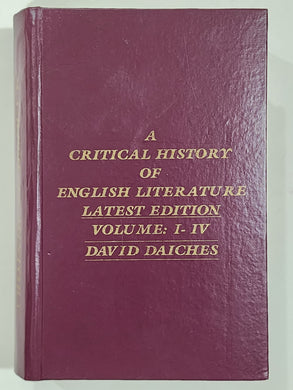 A
CRITICAL HISTORY
OF
ENGLISH LITERATURE
LATEST EDITION
VOLUME: I - IV
DAVID DAICHES